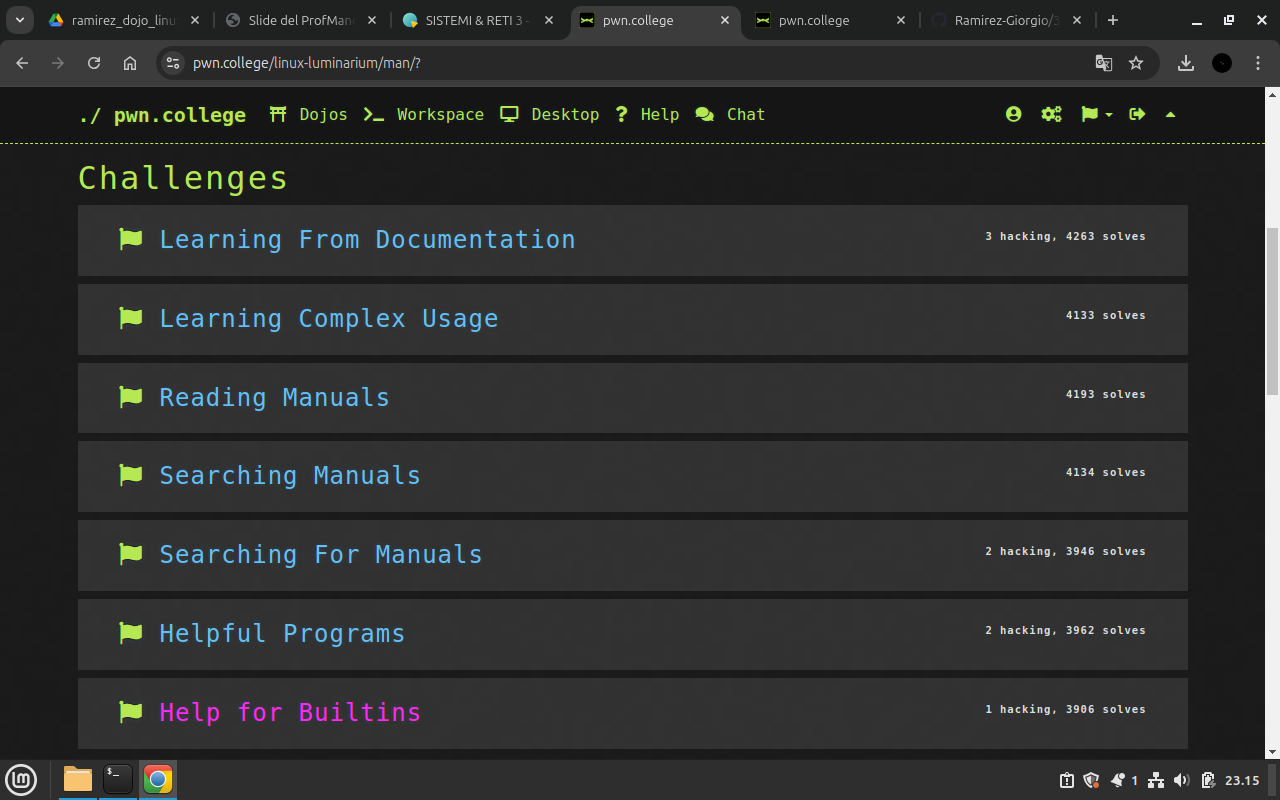 ramirez_dojo_linu
Slide del ProfMan
SISTEMI & RETI 3 -
pwn.college
pwn.college
Ramirez-Giorgio/3
pwn.college/linux-luminarium/man/?
./ pwn.college Dojos Workspace Desktop Help Chat
Challenges
Learning From Documentation 3 hacking, 4263 solves
Learning Complex Usage 4133 solves
Reading Manuals 4193 solves
Searching Manuals 4134 solves
Searching For Manuals 2 hacking, 3946 solves
Helpful Programs 2 hacking, 3962 solves
Help for Builtins 1 hacking, 3906 solves
1 23.15